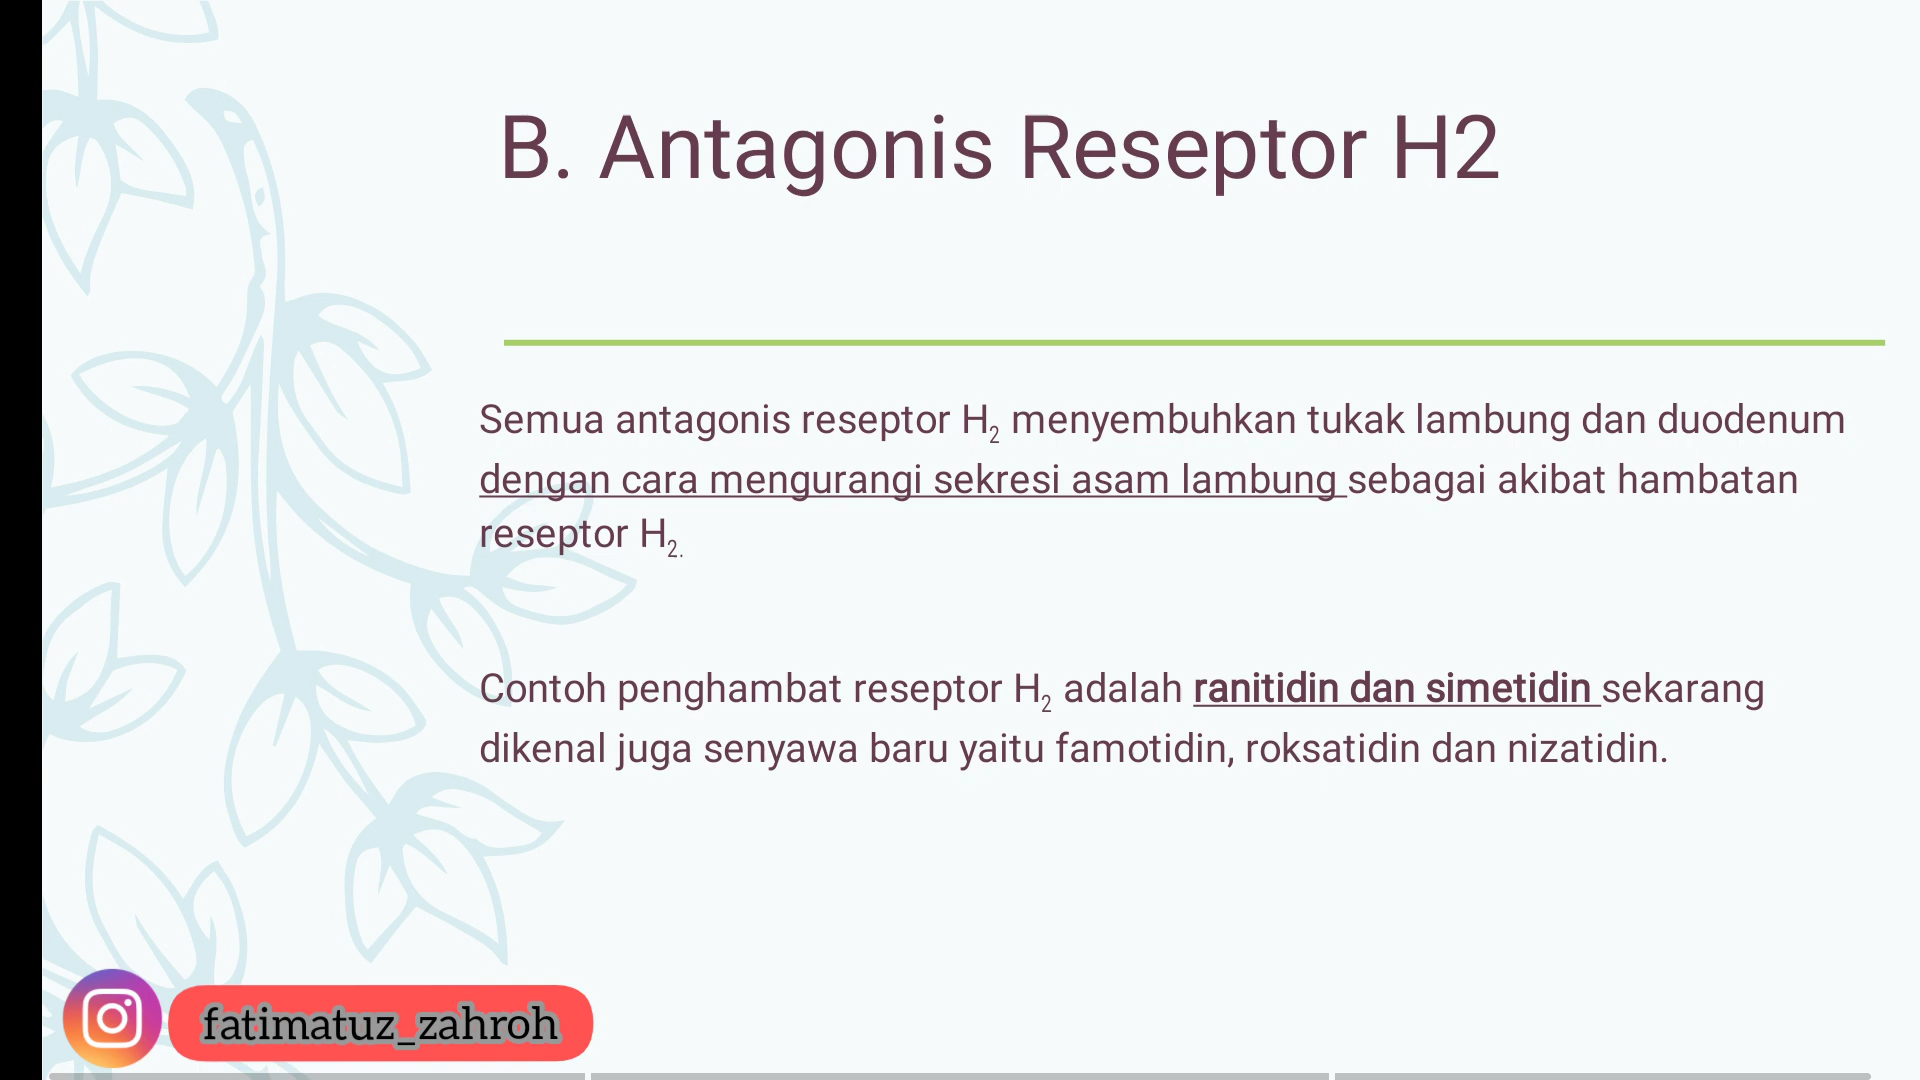 B. Antagonis Reseptor H2
Semua antagonis reseptor H₂ menyembuhkan tukak lambung dan duodenum
dengan cara mengurangi sekresi asam lambung sebagai akibat hambatan
reseptor H₂.
Contoh penghambat reseptor H₂ adalah ranitidin dan simetidin sekarang
dikenal juga senyawa baru yaitu famotidin, roksatidin dan nizatidin.
fatimatuz_zahroh